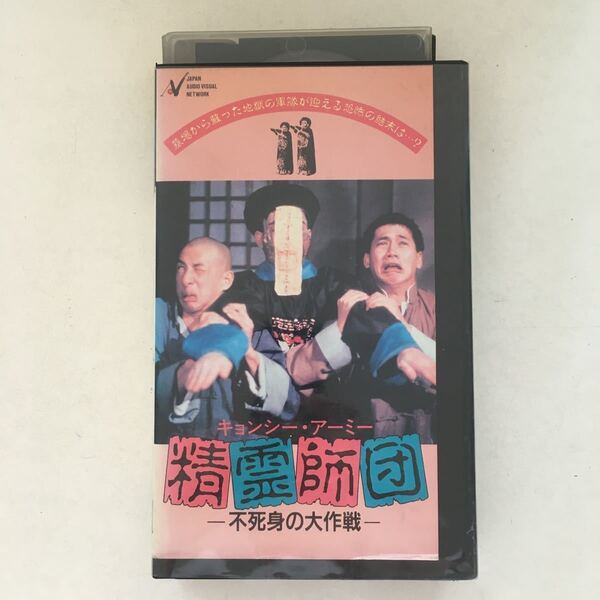 JAPAN
AUDIO VISUAL
NETWORK
墓場から蘇った地獄の軍隊が迎える恐怖の結末は…?
キョンシー・アーミー
精霊師団
─不死身の大作戦─